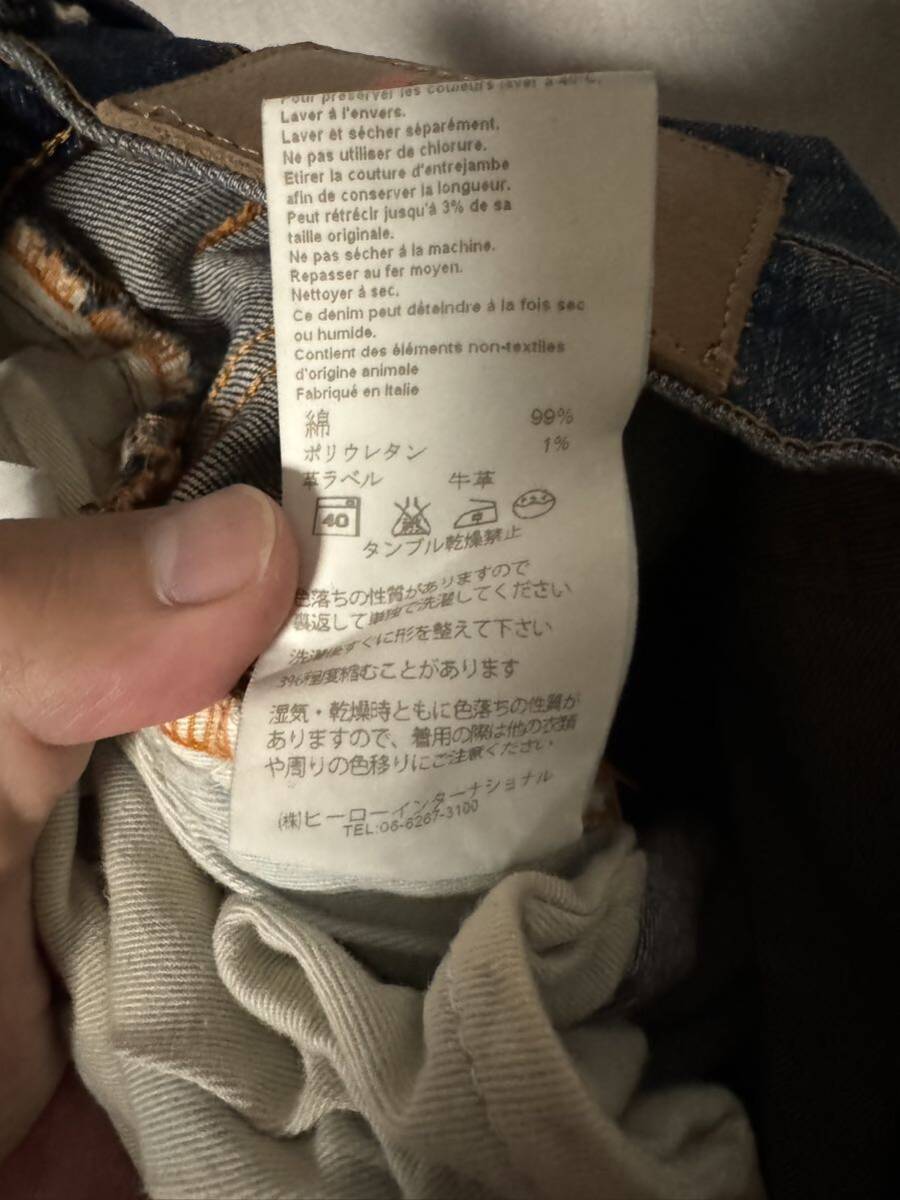 Pour préserver les couleurs laver à 40°C.
Laver à l'envers.
Laver et sécher séparément.
Ne pas utiliser de chlorure.
Etirer la couture d'entrejambe
afin de conserver la longueur.
Peut rétrécir jusqu'à 3% de sa
taille originale.
Ne pas sécher à la machine.
Repasser au fer moyen.
Nettoyer à sec.
Ce denim peut déteindre à la fois sec
ou humide.
Contient des éléments non-textiles
d'origine animale
Fabriqué en Italie
綿 99%
ポリウレタン 1%
革ラベル 牛革
40 中
タンブル乾燥禁止
色落ちの性質がありますので
裏返して単独で洗濯してください
洗濯後すぐに形を整えて下さい
3%程度縮むことがあります
湿気・乾燥時ともに色落ちの性質が
ありますので、着用の際は他の衣類
や周りの色移りにご注意ください
(株)ヒーローインターナショナル
TEL:06-6267-3100